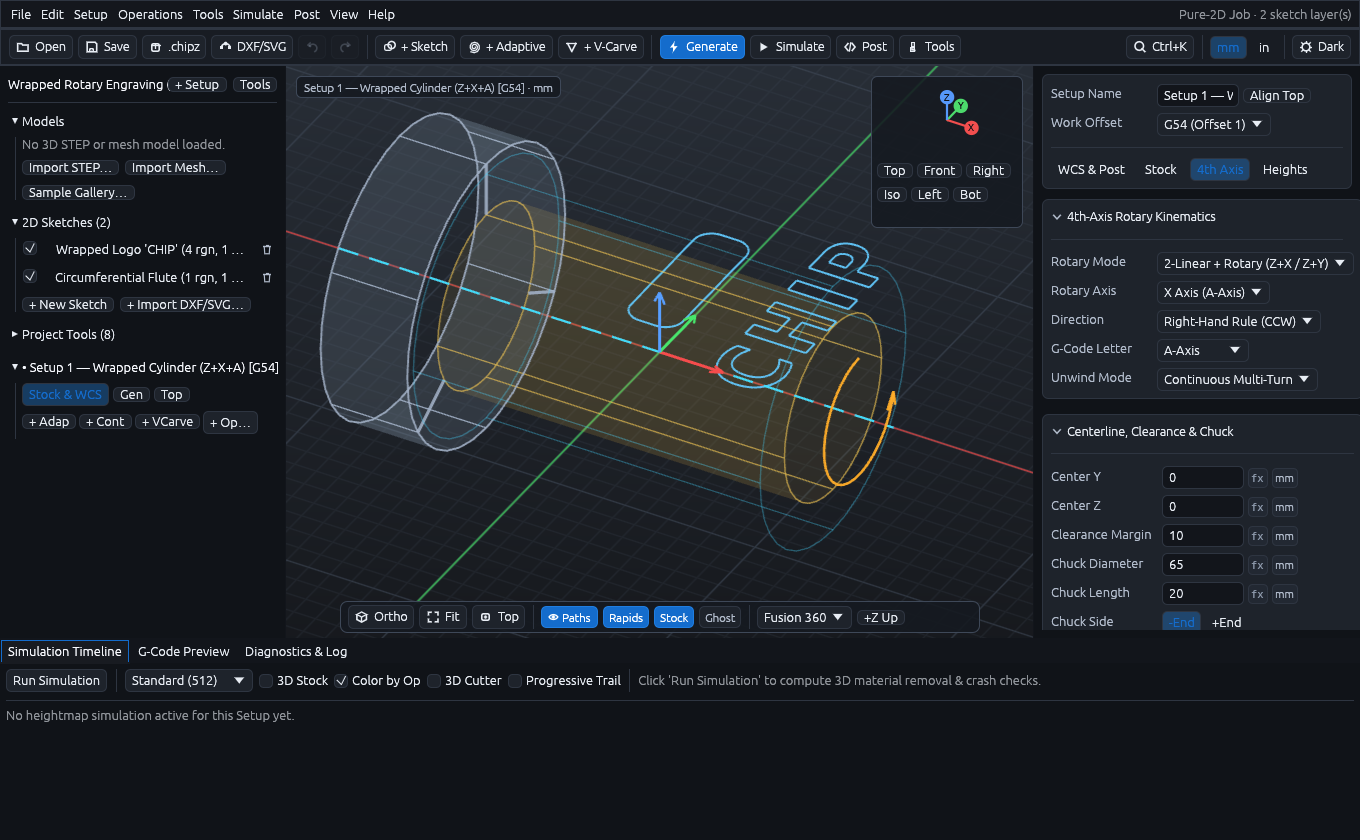 File Edit Setup Operations Tools Simulate Post View Help Pure-2D Job · 2 sketch layer(s)
Open Save .chipz DXF/SVG + Sketch + Adaptive + V-Carve Generate Simulate Post Tools Ctrl+K mm in Dark
Wrapped Rotary Engraving (+ Setup Tools
Models
No 3D STEP or mesh model loaded.
Import STEP... Import Mesh...
Sample Gallery...
2D Sketches (2)
Wrapped Logo 'CHIP' (4 rgn, 1 ...
Circumferential Flute (1 rgn, 1 ...
+ New Sketch + Import DXF/SVG...
Project Tools (8)
• Setup 1 — Wrapped Cylinder (Z+X+A) [G54]
Stock & WCS Gen Top
+ Adap + Cont + VCarve + Op...
Setup 1 — Wrapped Cylinder (Z+X+A) [G54] · mm
CHIP
Z
Y
X
Top Front Right
Iso Left Bot
Ortho Fit Top Paths Rapids Stock Ghost Fusion 360 +Z Up
Setup Name Setup 1 — W Align Top
Work Offset G54 (Offset 1)
WCS & Post Stock 4th Axis Heights
4th-Axis Rotary Kinematics
Rotary Mode 2-Linear + Rotary (Z+X / Z+Y)
Rotary Axis X Axis (A-Axis)
Direction Right-Hand Rule (CCW)
G-Code Letter A-Axis
Unwind Mode Continuous Multi-Turn
Centerline, Clearance & Chuck
Center Y 0 fx mm
Center Z 0 fx mm
Clearance Margin 10 fx mm
Chuck Diameter 65 fx mm
Chuck Length 20 fx mm
Chuck Side -End +End
Simulation Timeline G-Code Preview Diagnostics & Log
Run Simulation Standard (512) 3D Stock Color by Op 3D Cutter Progressive Trail Click 'Run Simulation' to compute 3D material removal & crash checks.
No heightmap simulation active for this Setup yet.